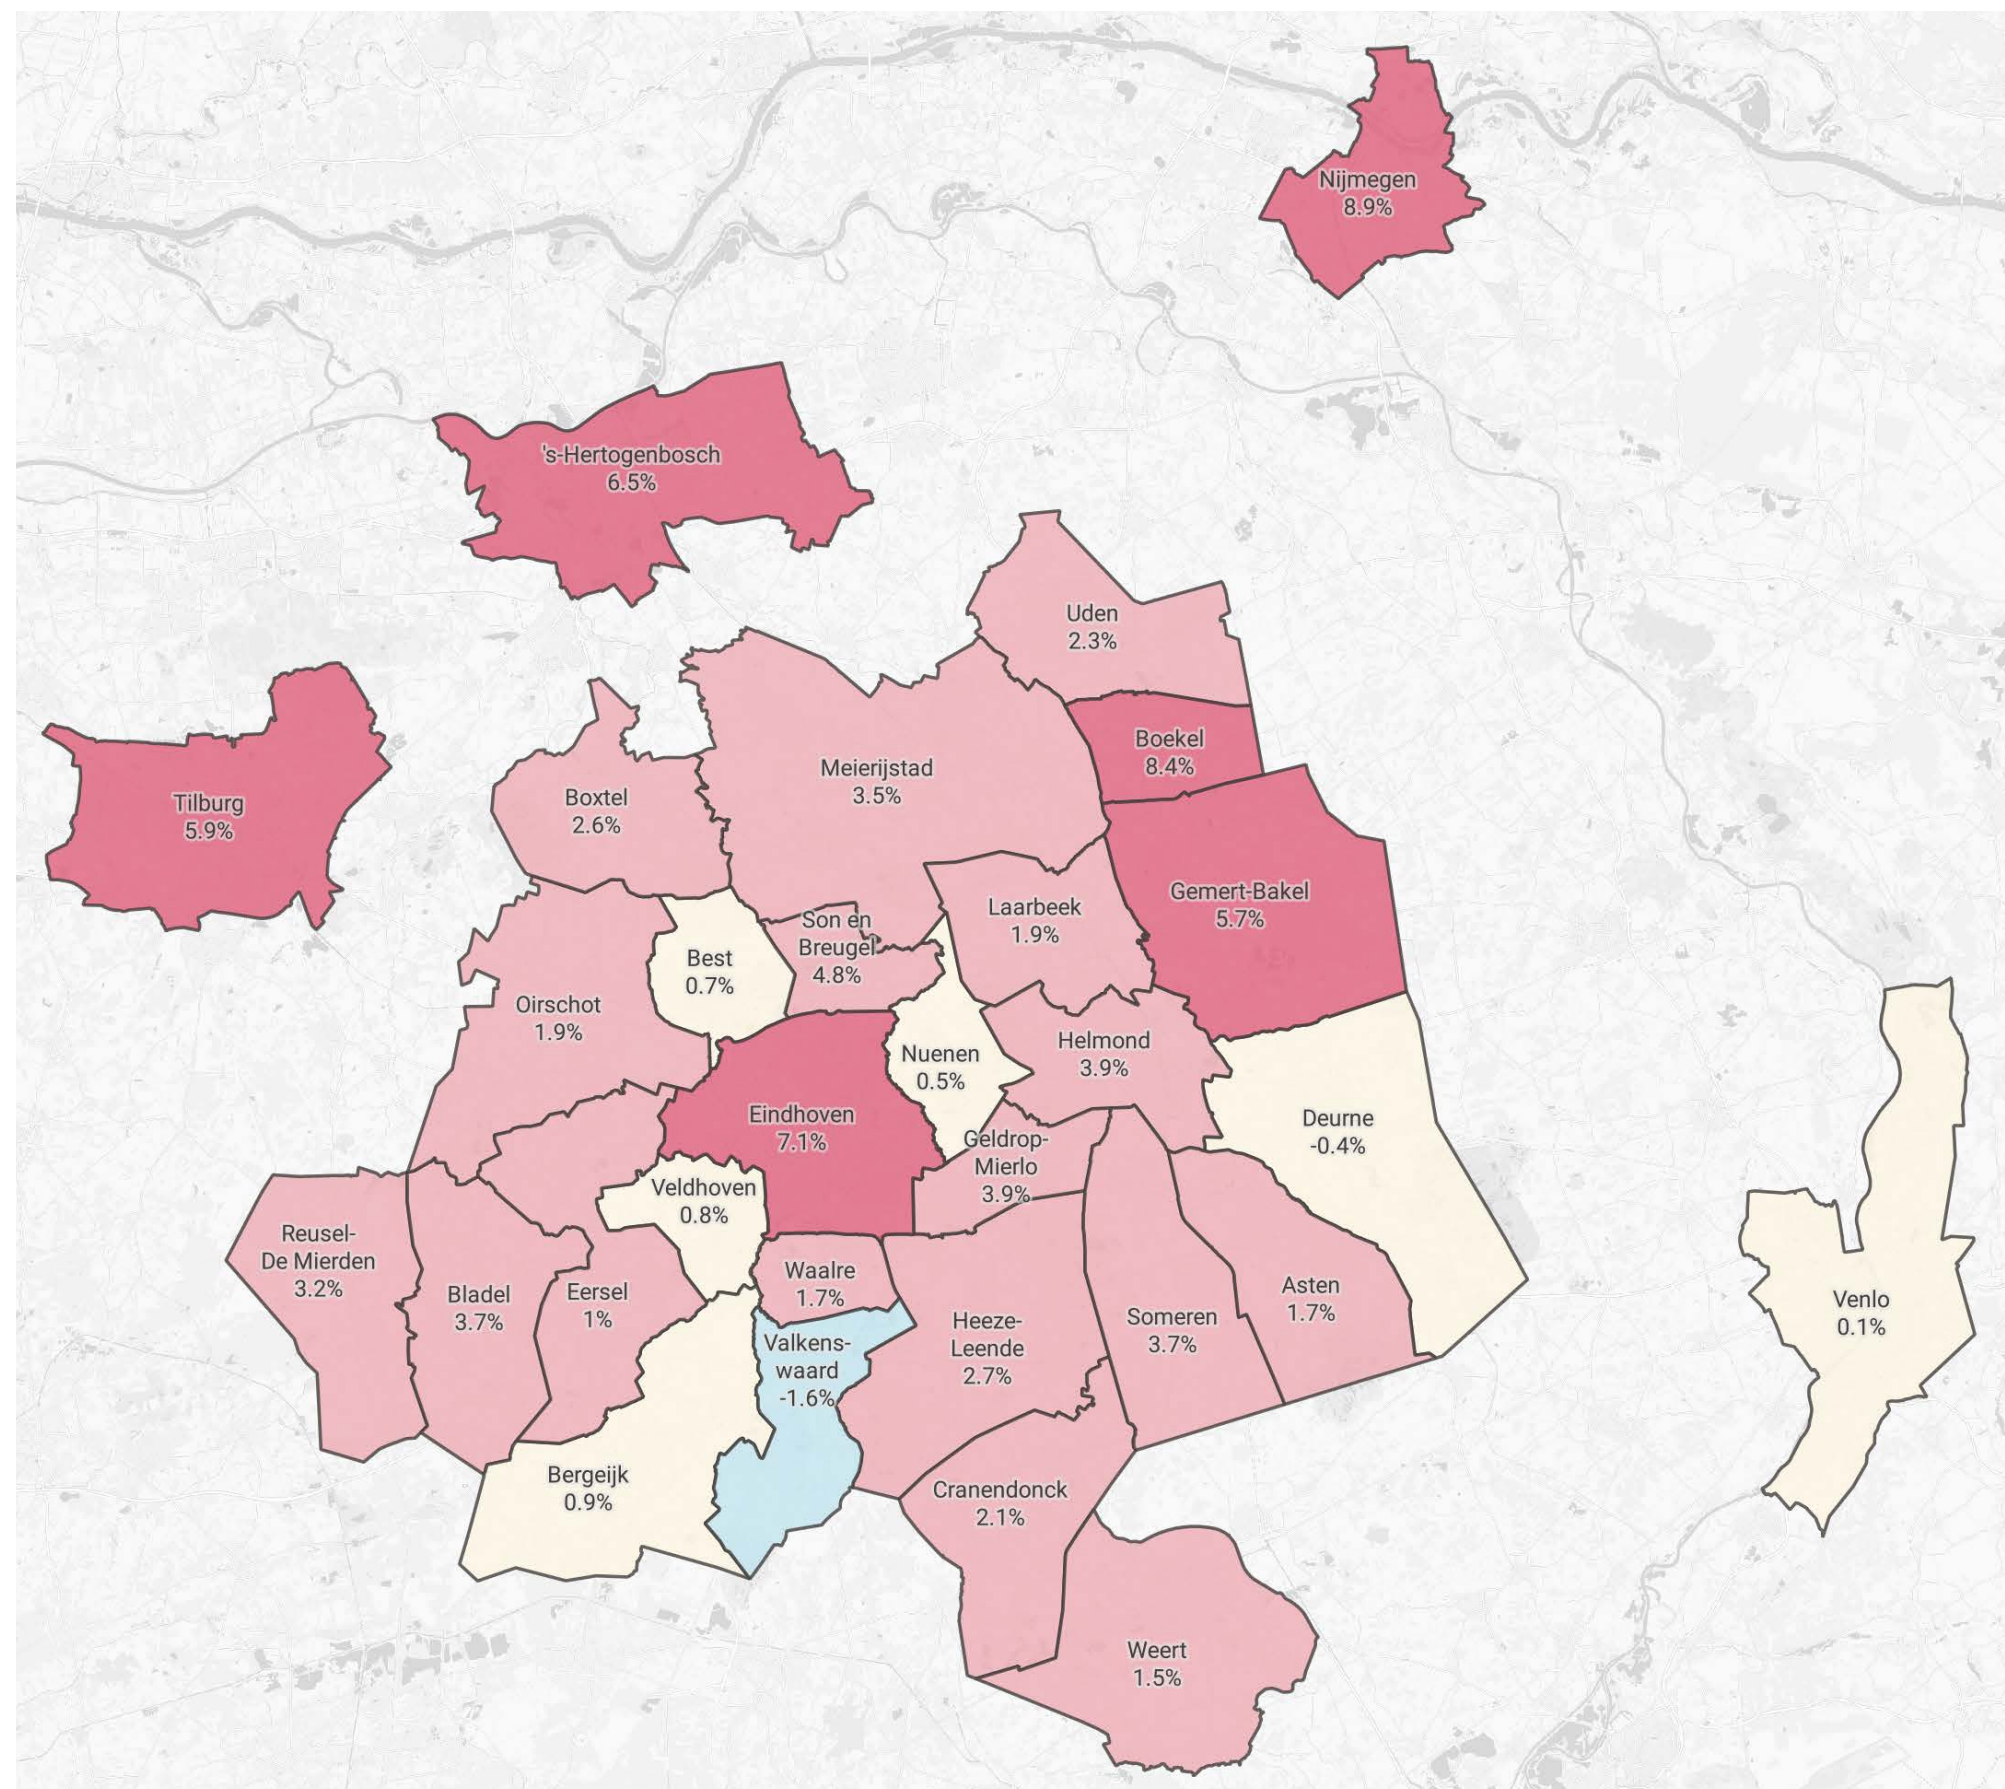 Nijmegen
8.9%
's-Hertogenbosch
6.5%
Uden
2.3%
Boekel
8.4%
Meierijstad
3.5%
Boxtel
2.6%
Tilburg
5.9%
Gemert-Bakel
5.7%
Laarbeek
1.9%
Son en
Breugel
4.8%
Best
0.7%
Oirschot
1.9%
Nuenen
0.5%
Helmond
3.9%
Eindhoven
7.1%
Deurne
-0.4%
Geldrop-
Mierlo
3.9%
Veldhoven
0.8%
Reusel-
De Mierden
3.2%
Bladel
3.7%
Eersel
1%
Waalre
1.7%
Asten
1.7%
Venlo
0.1%
Someren
3.7%
Heeze-
Leende
2.7%
Valkens-
waard
-1.6%
Bergeijk
0.9%
Cranendonck
2.1%
Weert
1.5%